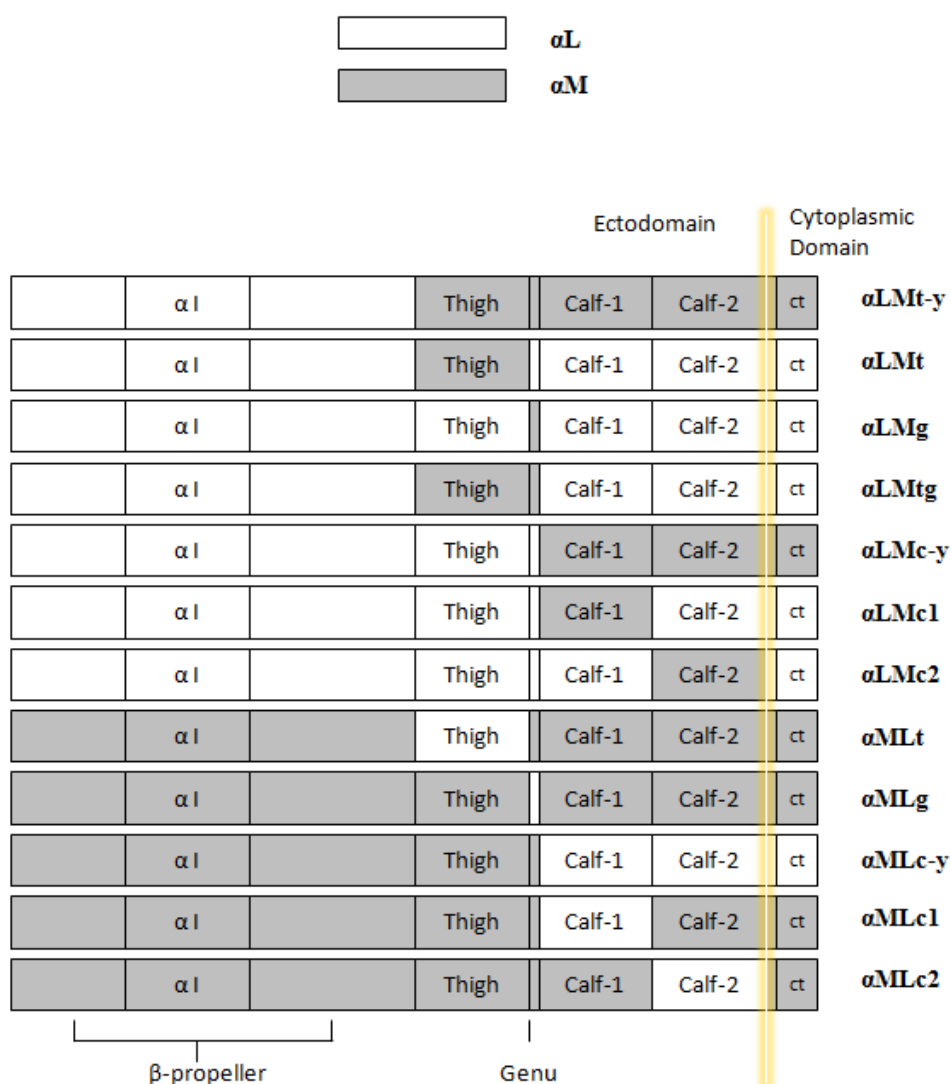 αL
αM
Ectodomain
Cytoplasmic
Domain
α I Thigh Calf-1 Calf-2 ct αLMt-y
α I Thigh Calf-1 Calf-2 ct αLMt
α I Thigh Calf-1 Calf-2 ct αLMg
α I Thigh Calf-1 Calf-2 ct αLMtg
α I Thigh Calf-1 Calf-2 ct αLMc-y
α I Thigh Calf-1 Calf-2 ct αLMc1
α I Thigh Calf-1 Calf-2 ct αLMc2
α I Thigh Calf-1 Calf-2 ct αMLt
α I Thigh Calf-1 Calf-2 ct αMLg
α I Thigh Calf-1 Calf-2 ct αMLc-y
α I Thigh Calf-1 Calf-2 ct αMLc1
α I Thigh Calf-1 Calf-2 ct αMLc2
β-propeller Genu